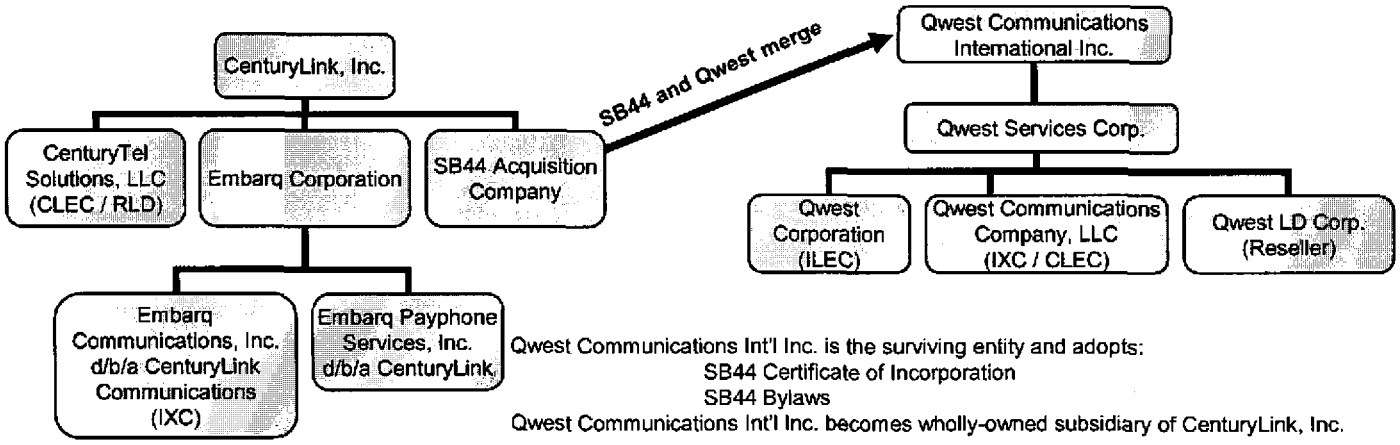 CenturyLink, Inc.
CenturyTel
Solutions, LLC
(CLEC / RLD)
Embarq Corporation
SB44 Acquisition
Company
Embarq
Communications, Inc.
d/b/a CenturyLink
Communications
(IXC)
Embarq Payphone
Services, Inc.
d/b/a CenturyLink
SB44 and Qwest merge
Qwest Communications
International Inc.
Qwest Services Corp.
Qwest
Corporation
(ILEC)
Qwest Communications
Company, LLC
(IXC / CLEC)
Qwest LD Corp.
(Reseller)
Qwest Communications Int'l Inc. is the surviving entity and adopts:
SB44 Certificate of Incorporation
SB44 Bylaws
Qwest Communications Int'l Inc. becomes wholly-owned subsidiary of CenturyLink, Inc.